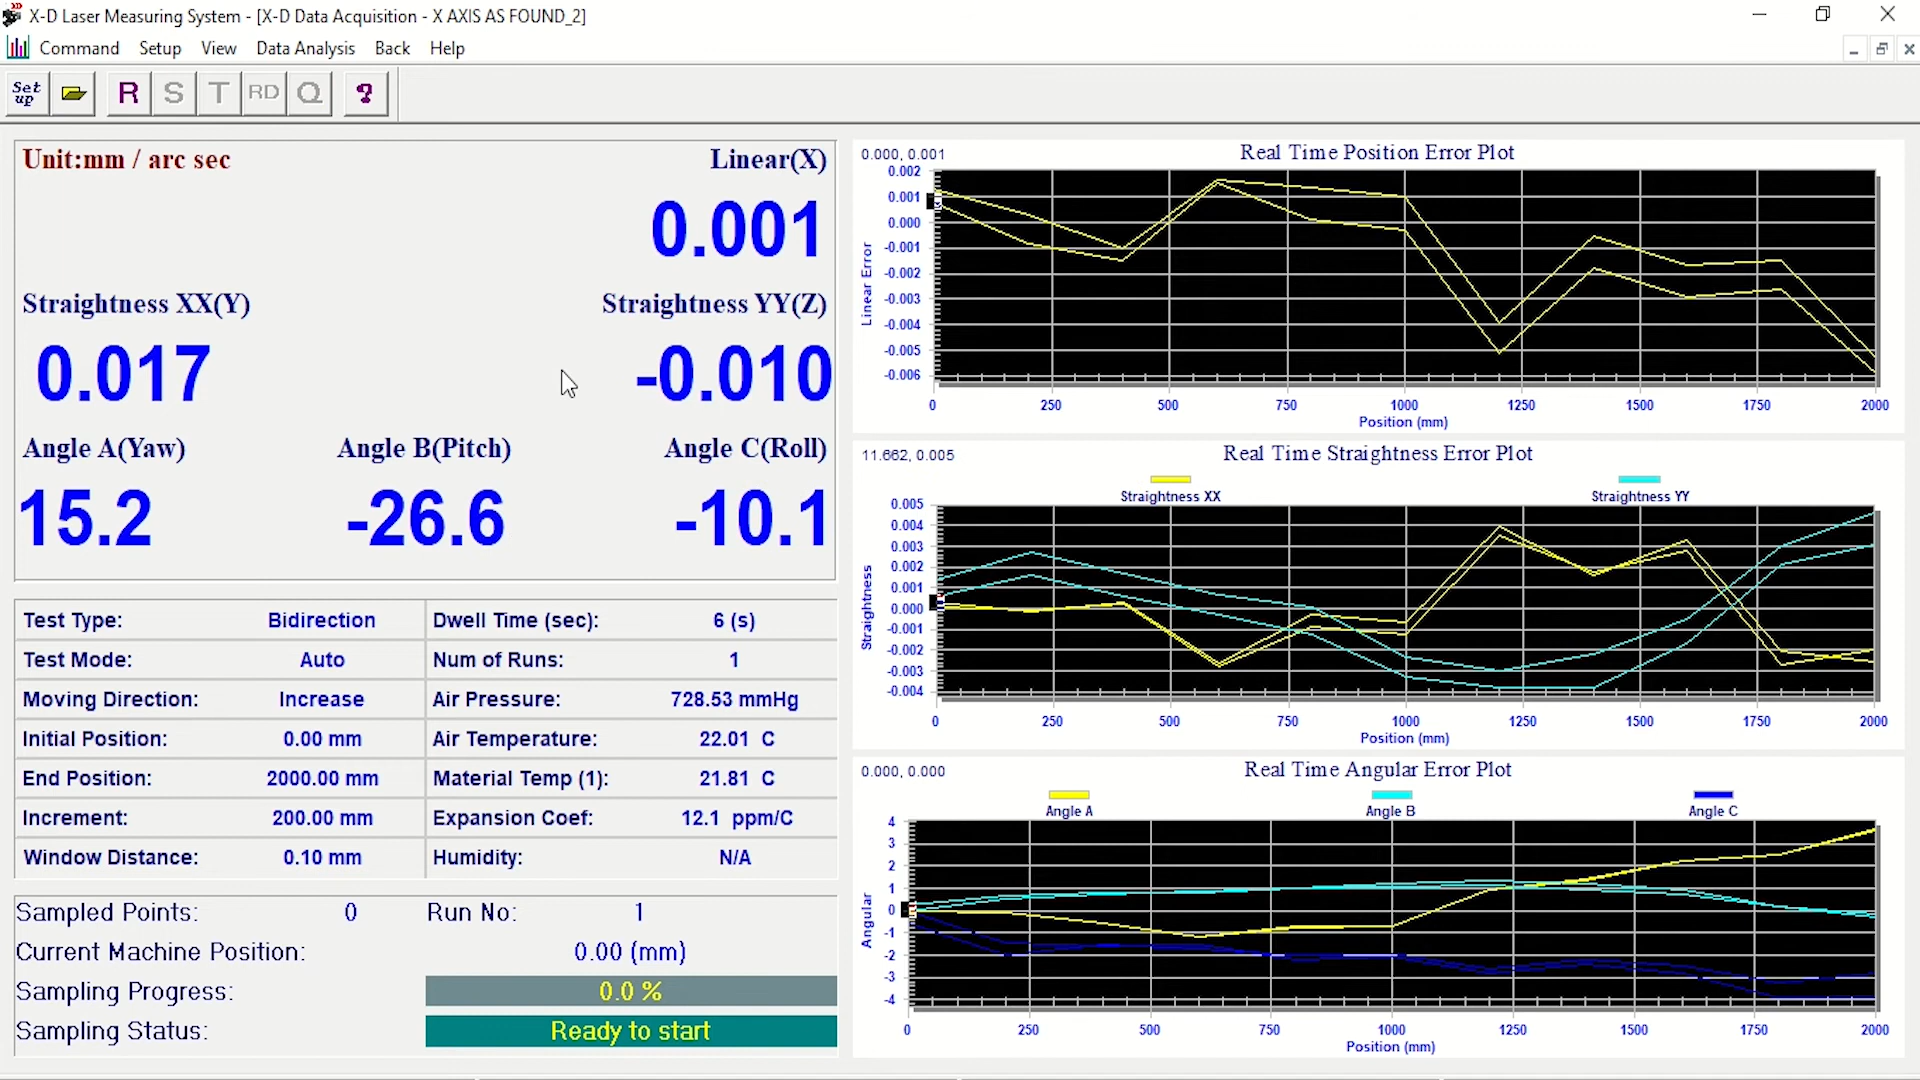 X-D Laser Measuring System - [X-D Data Acquisition - X AXIS AS FOUND_2]
Command Setup View Data Analysis Back Help
Set up R S T RD Q ?
Unit:mm / arc sec Linear(X)
0.001
Straightness XX(Y) Straightness YY(Z)
0.017 -0.010
Angle A(Yaw) Angle B(Pitch) Angle C(Roll)
15.2 -26.6 -10.1
Test Type: Bidirection Dwell Time (sec): 6 (s)
Test Mode: Auto Num of Runs: 1
Moving Direction: Increase Air Pressure: 728.53 mmHg
Initial Position: 0.00 mm Air Temperature: 22.01 C
End Position: 2000.00 mm Material Temp (1): 21.81 C
Increment: 200.00 mm Expansion Coef: 12.1 ppm/C
Window Distance: 0.10 mm Humidity: N/A
Sampled Points: 0 Run No: 1
Current Machine Position: 0.00 (mm)
Sampling Progress: 0.0 %
Sampling Status: Ready to start
0.000, 0.001 Real Time Position Error Plot
0.002
0.001
0.000
-0.001
-0.002
-0.003
-0.004
-0.005
-0.006
Linear Error
0 250 500 750 1000 1250 1500 1750 2000
Position (mm)
11.662, 0.005 Real Time Straightness Error Plot
Straightness XX Straightness YY
0.005
0.004
0.003
0.002
0.001
0.000
-0.001
-0.002
-0.003
-0.004
Straightness
0 250 500 750 1000 1250 1500 1750 2000
Position (mm)
0.000, 0.000 Real Time Angular Error Plot
Angle A Angle B Angle C
4
3
2
1
0
-1
-2
-3
-4
Angular
0 250 500 750 1000 1250 1500 1750 2000
Position (mm)